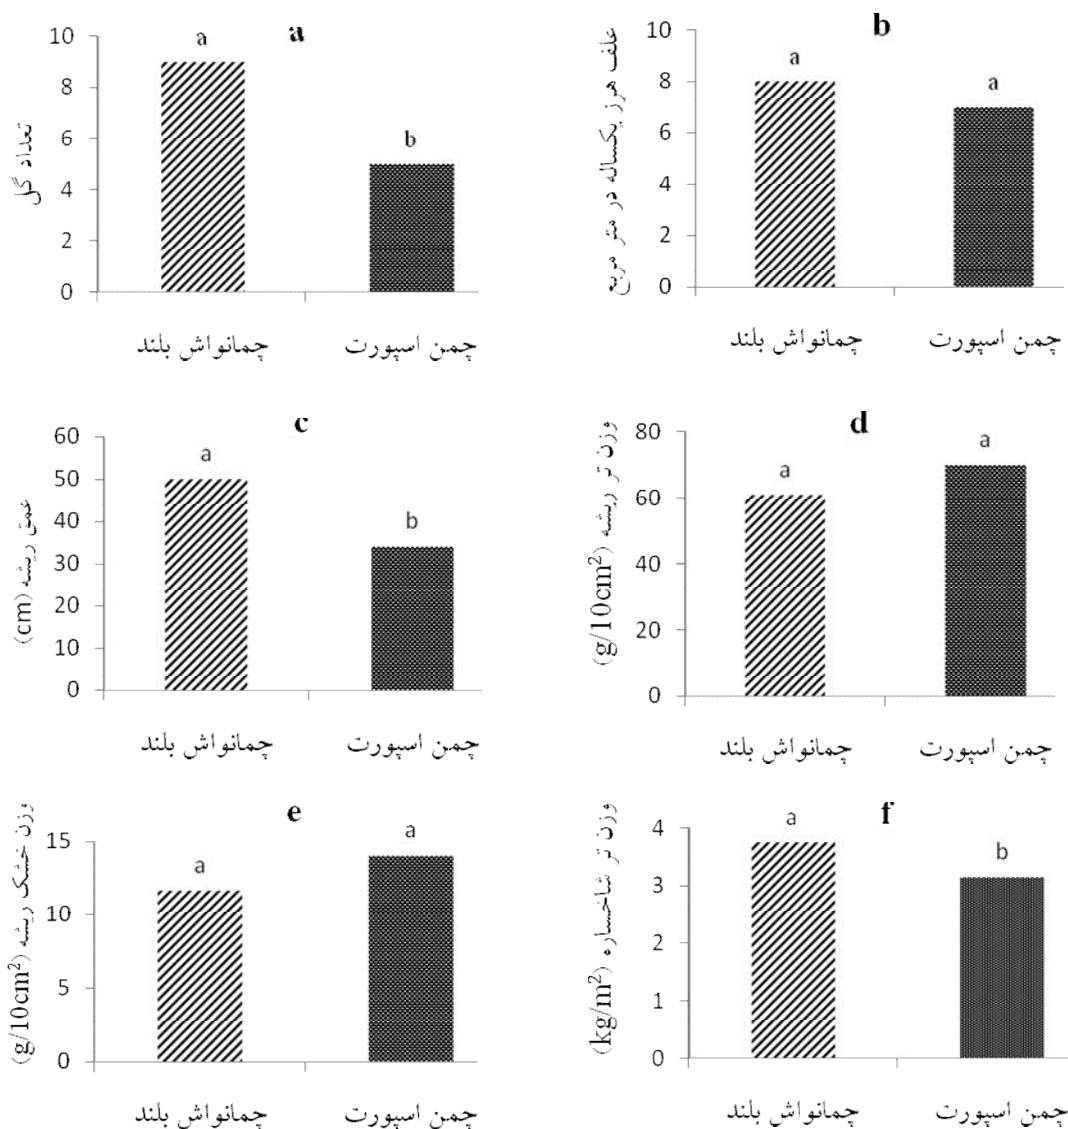 a
تعداد گل
10
8
6
4
2
0
a
b
چمانواش بلند
چمن اسپورت
b
علف هرز یکساله در متر مربع
10
8
6
4
2
0
a
a
چمانواش بلند
چمن اسپورت
c
عمق ریشه (cm)
60
50
40
30
20
10
0
a
b
چمانواش بلند
چمن اسپورت
d
وزن تر ریشه (g/10cm²)
80
60
40
20
0
a
a
چمانواش بلند
چمن اسپورت
e
وزن خشک ریشه (g/10cm²)
15
10
5
0
a
a
چمانواش بلند
چمن اسپورت
f
وزن تر شاخساره (kg/m²)
4
3
2
1
0
a
b
چمانواش بلند
چمن اسپورت